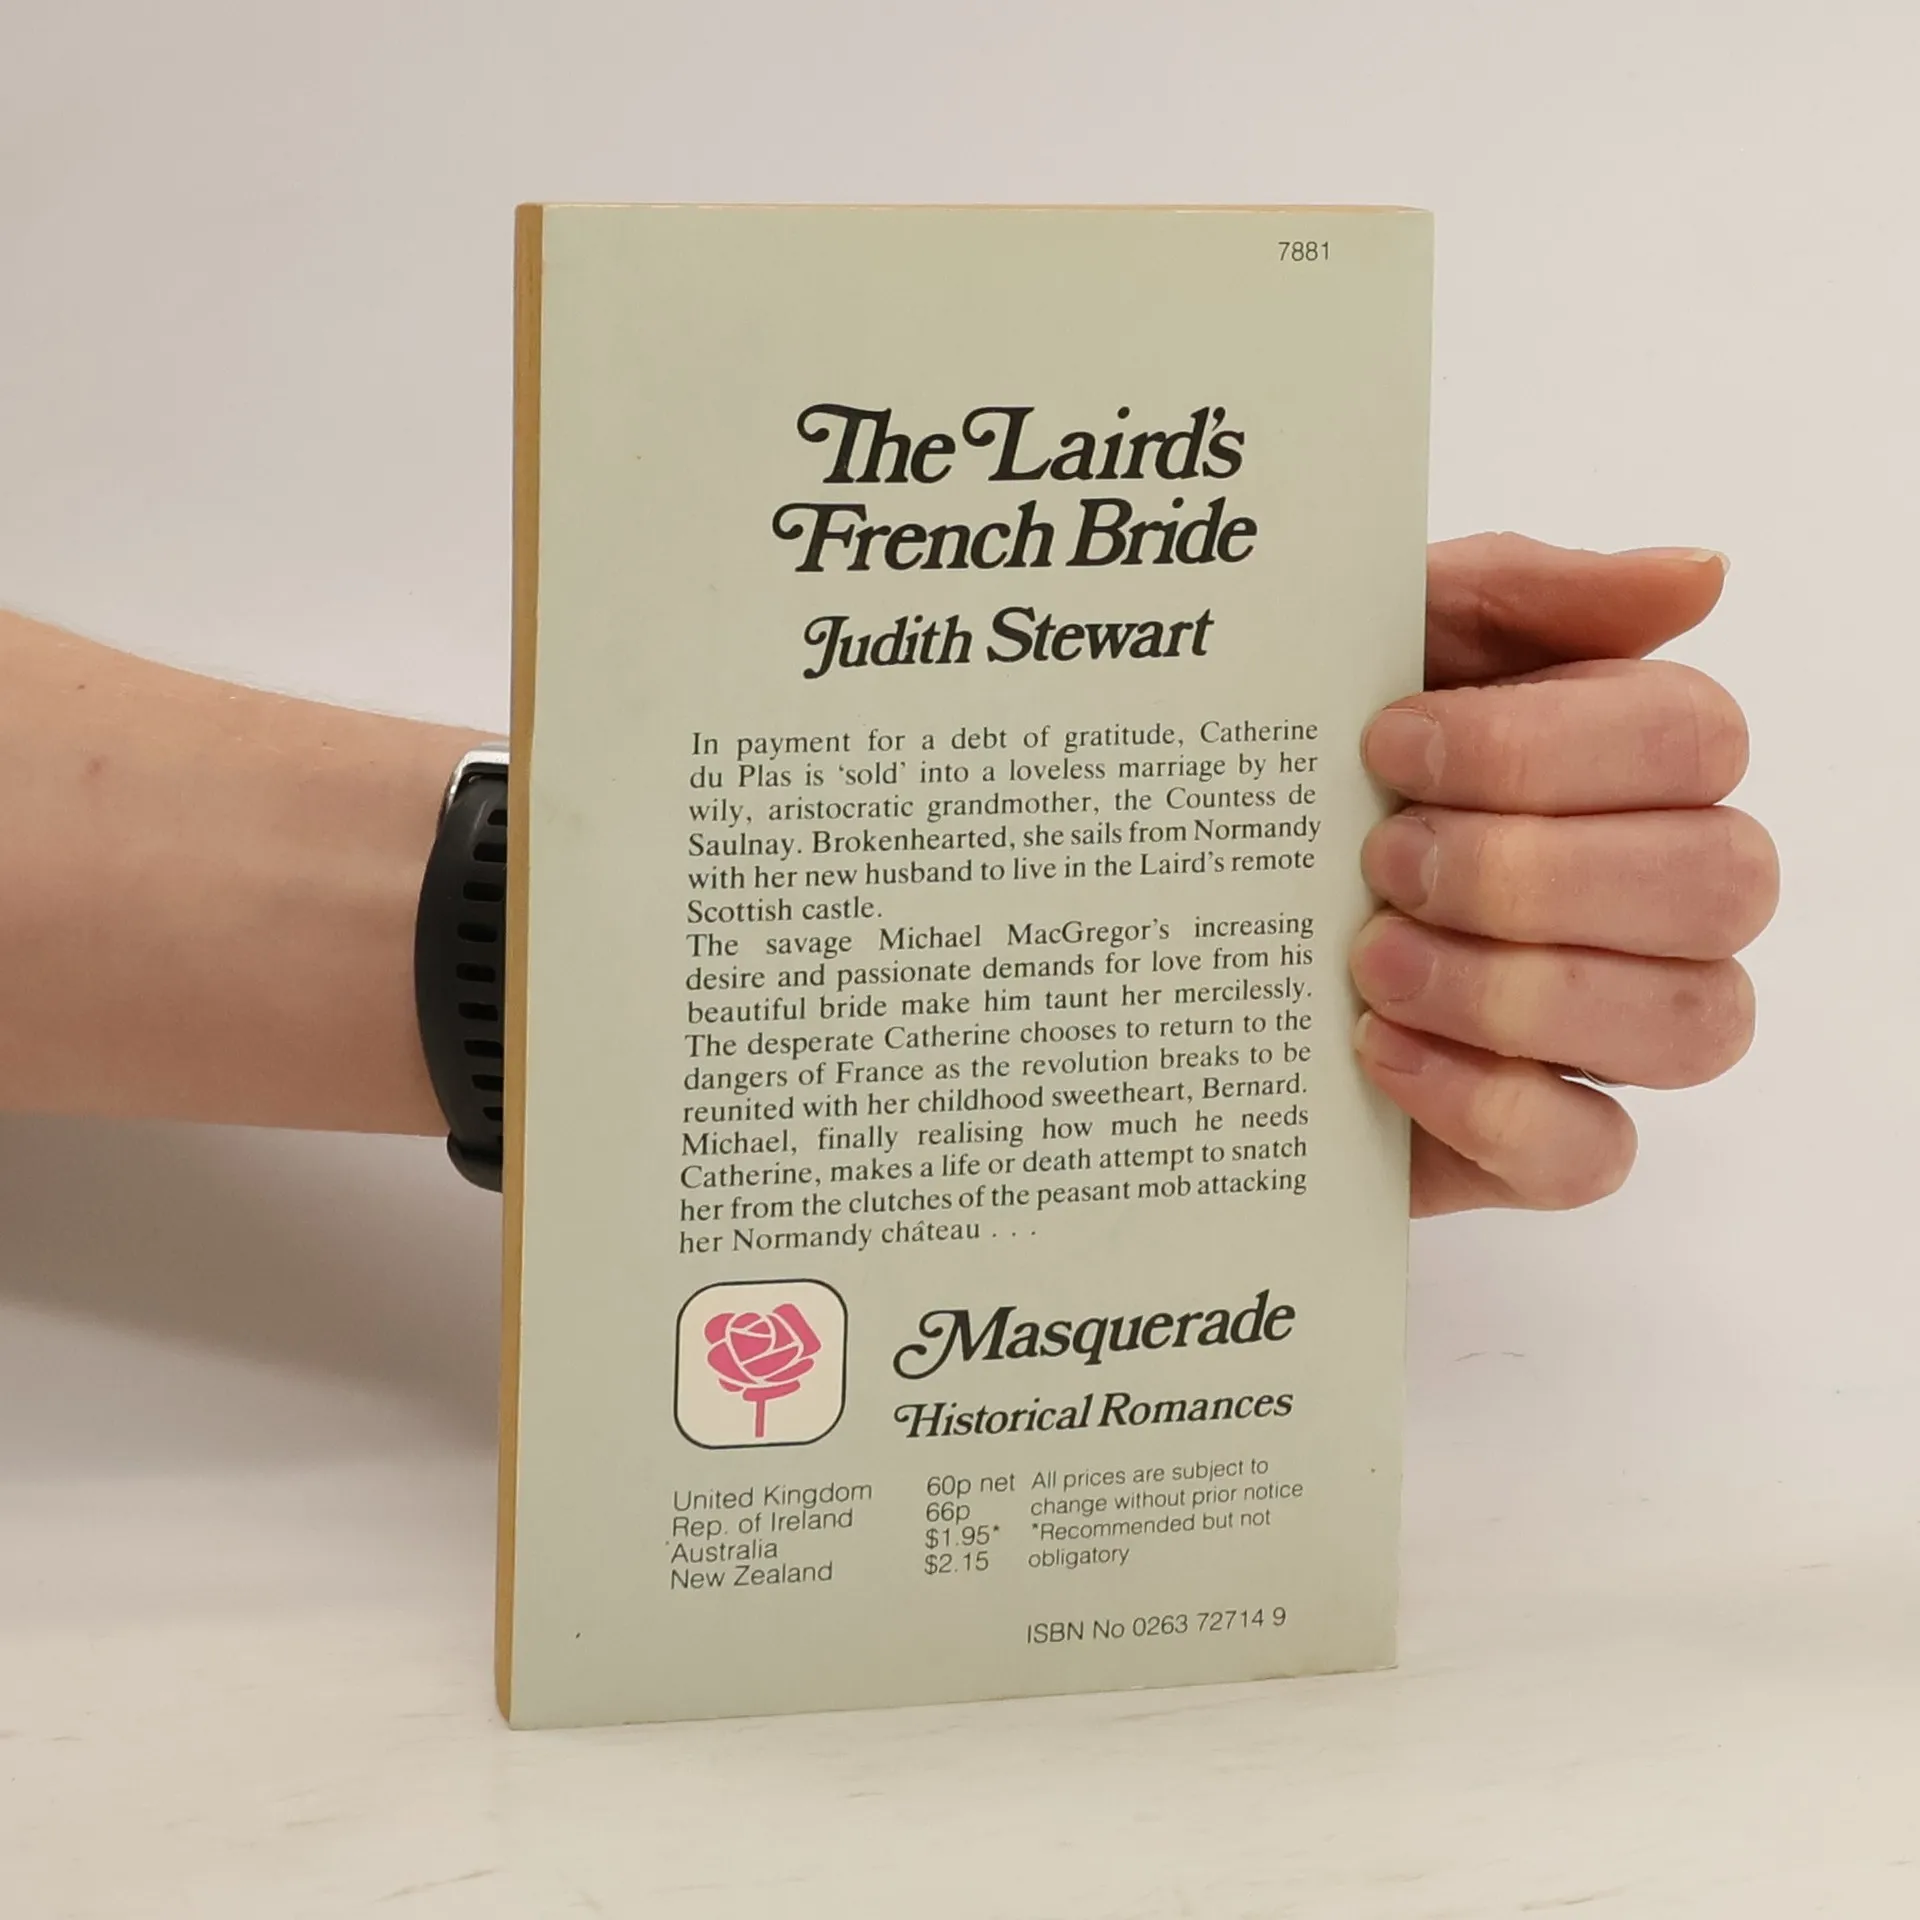 7881
The Laird's
French Bride
Judith Stewart
In payment for a debt of gratitude, Catherine
du Plas is ‘sold’ into a loveless marriage by her
wily, aristocratic grandmother, the Countess de
Saulnay. Brokenhearted, she sails from Normandy
with her new husband to live in the Laird’s remote
Scottish castle.
The savage Michael MacGregor’s increasing
desire and passionate demands for love from his
beautiful bride make him taunt her mercilessly.
The desperate Catherine chooses to return to the
dangers of France as the revolution breaks to be
reunited with her childhood sweetheart, Bernard.
Michael, finally realising how much he needs
Catherine, makes a life or death attempt to snatch
her from the clutches of the peasant mob attacking
her Normandy château . . .
Masquerade
Historical Romances
United Kingdom 60p net
Rep. of Ireland 66p
Australia $1.95*
New Zealand $2.15
All prices are subject to
change without prior notice
*Recommended but not
obligatory
ISBN No 0263 72714 9